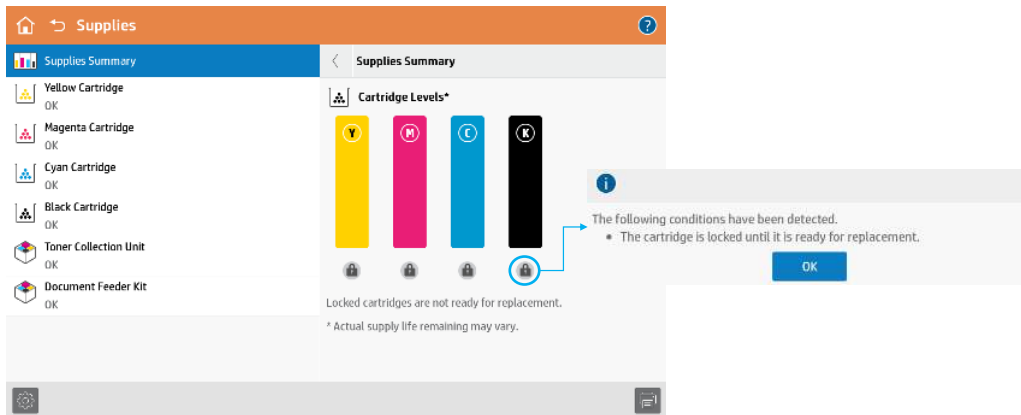 Supplies
?
Supplies Summary
Yellow Cartridge
OK
Magenta Cartridge
OK
Cyan Cartridge
OK
Black Cartridge
OK
Toner Collection Unit
OK
Document Feeder Kit
OK
Supplies Summary
Cartridge Levels*
Y M C K
Locked cartridges are not ready for replacement.
* Actual supply life remaining may vary.
i
The following conditions have been detected.
• The cartridge is locked until it is ready for replacement.
OK